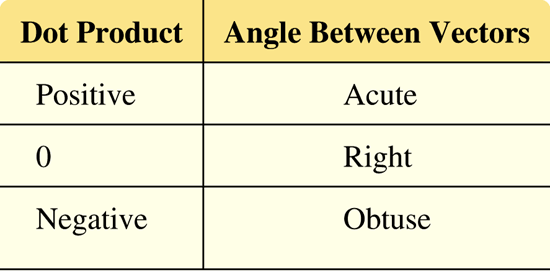 Dot Product Angle Between Vectors
Positive Acute
0 Right
Negative Obtuse